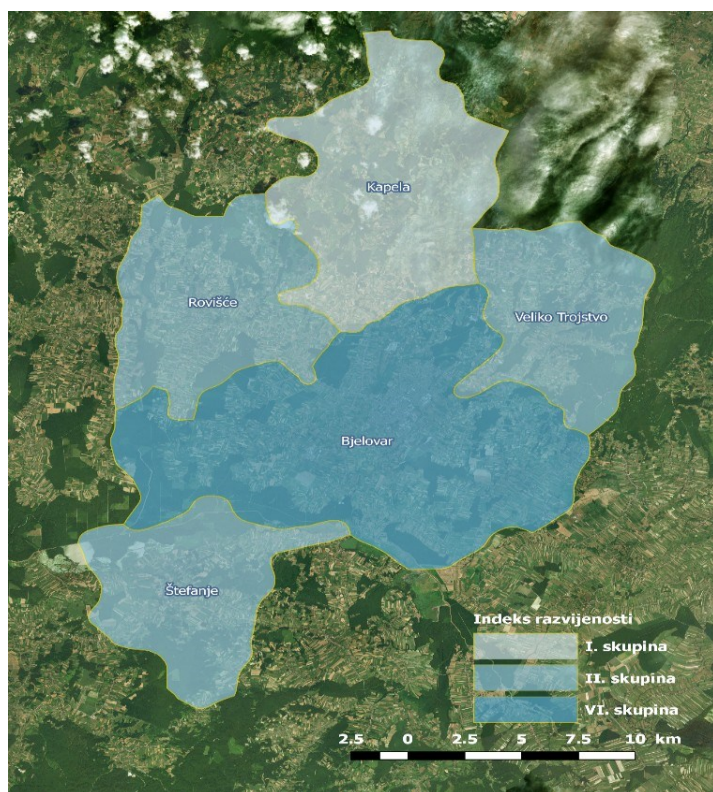 Kapela
Rovišće
Veliko Trojstvo
Bjelovar
Štefanje
Indeks razvijenosti
I. skupina
II. skupina
VI. skupina
2.5 0 2.5 5 7.5 10 km